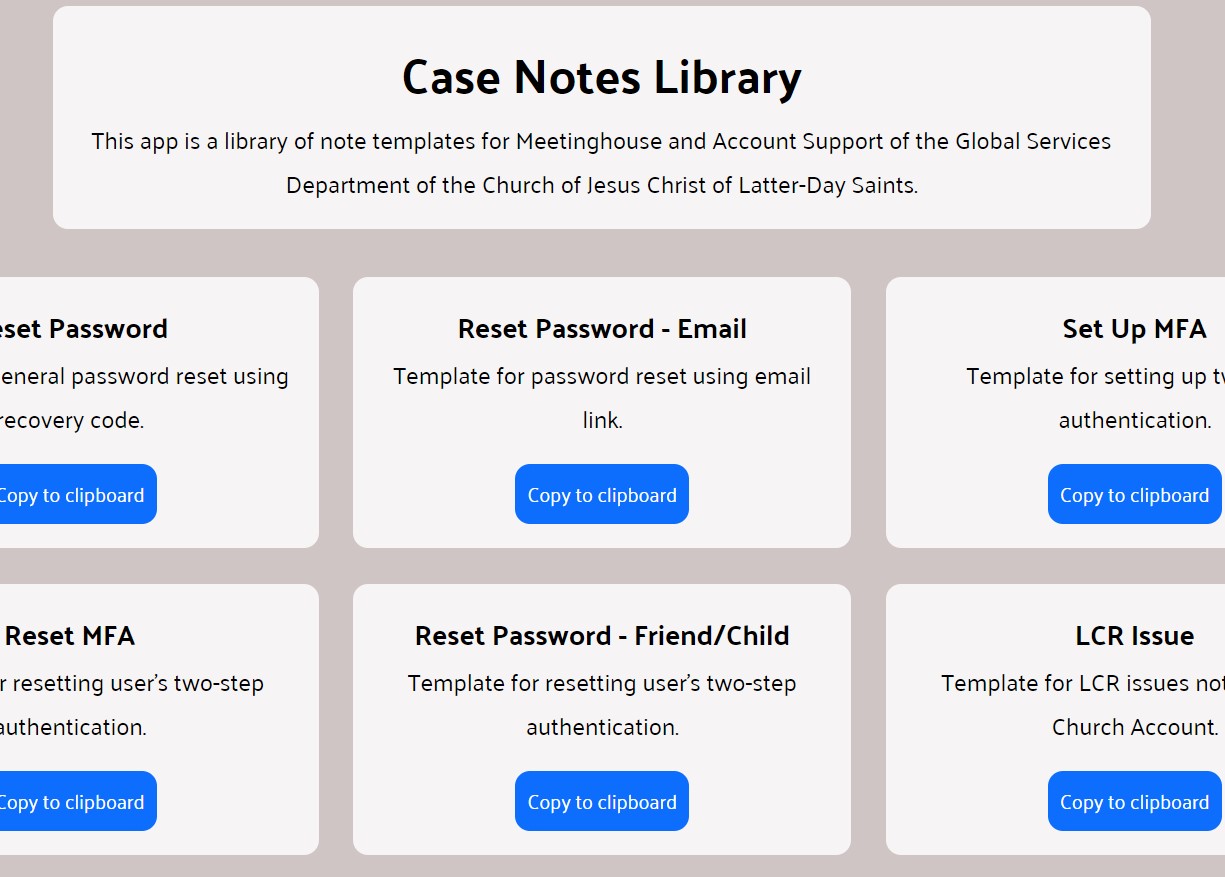 Case Notes Library
This app is a library of note templates for Meetinghouse and Account Support of the Global Services
Department of the Church of Jesus Christ of Latter-Day Saints.
eset Password
eneral password reset using
recovery code.
Copy to clipboard
Reset Password - Email
Template for password reset using email
link.
Copy to clipboard
Set Up MFA
Template for setting up tw
authentication.
Copy to clipboard
Reset MFA
r resetting user's two-step
authentication.
Copy to clipboard
Reset Password - Friend/Child
Template for resetting user's two-step
authentication.
Copy to clipboard
LCR Issue
Template for LCR issues not
Church Account.
Copy to clipboard